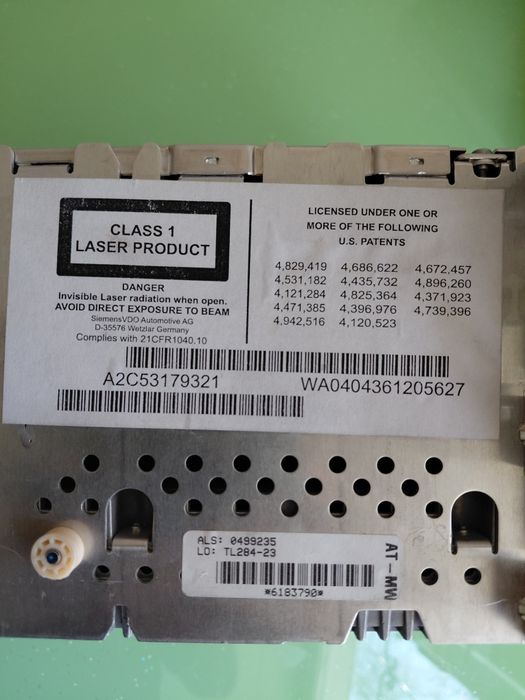 CLASS 1
LASER PRODUCT
DANGER
Invisible Laser radiation when open.
AVOID DIRECT EXPOSURE TO BEAM
SiemensVDO Automotive AG
D-35576 Wetzlar Germany
Complies with 21CFR1040.10
LICENSED UNDER ONE OR
MORE OF THE FOLLOWING
U.S. PATENTS
4,829,419 4,686,622 4,672,457
4,531,182 4,435,732 4,896,260
4,121,284 4,825,364 4,371,923
4,471,385 4,396,976 4,739,396
4,942,516 4,120,523
A2C53179321 WA0404361205627
ALS: 0499235
LO: TL284-23
*6183790*
AT-MW